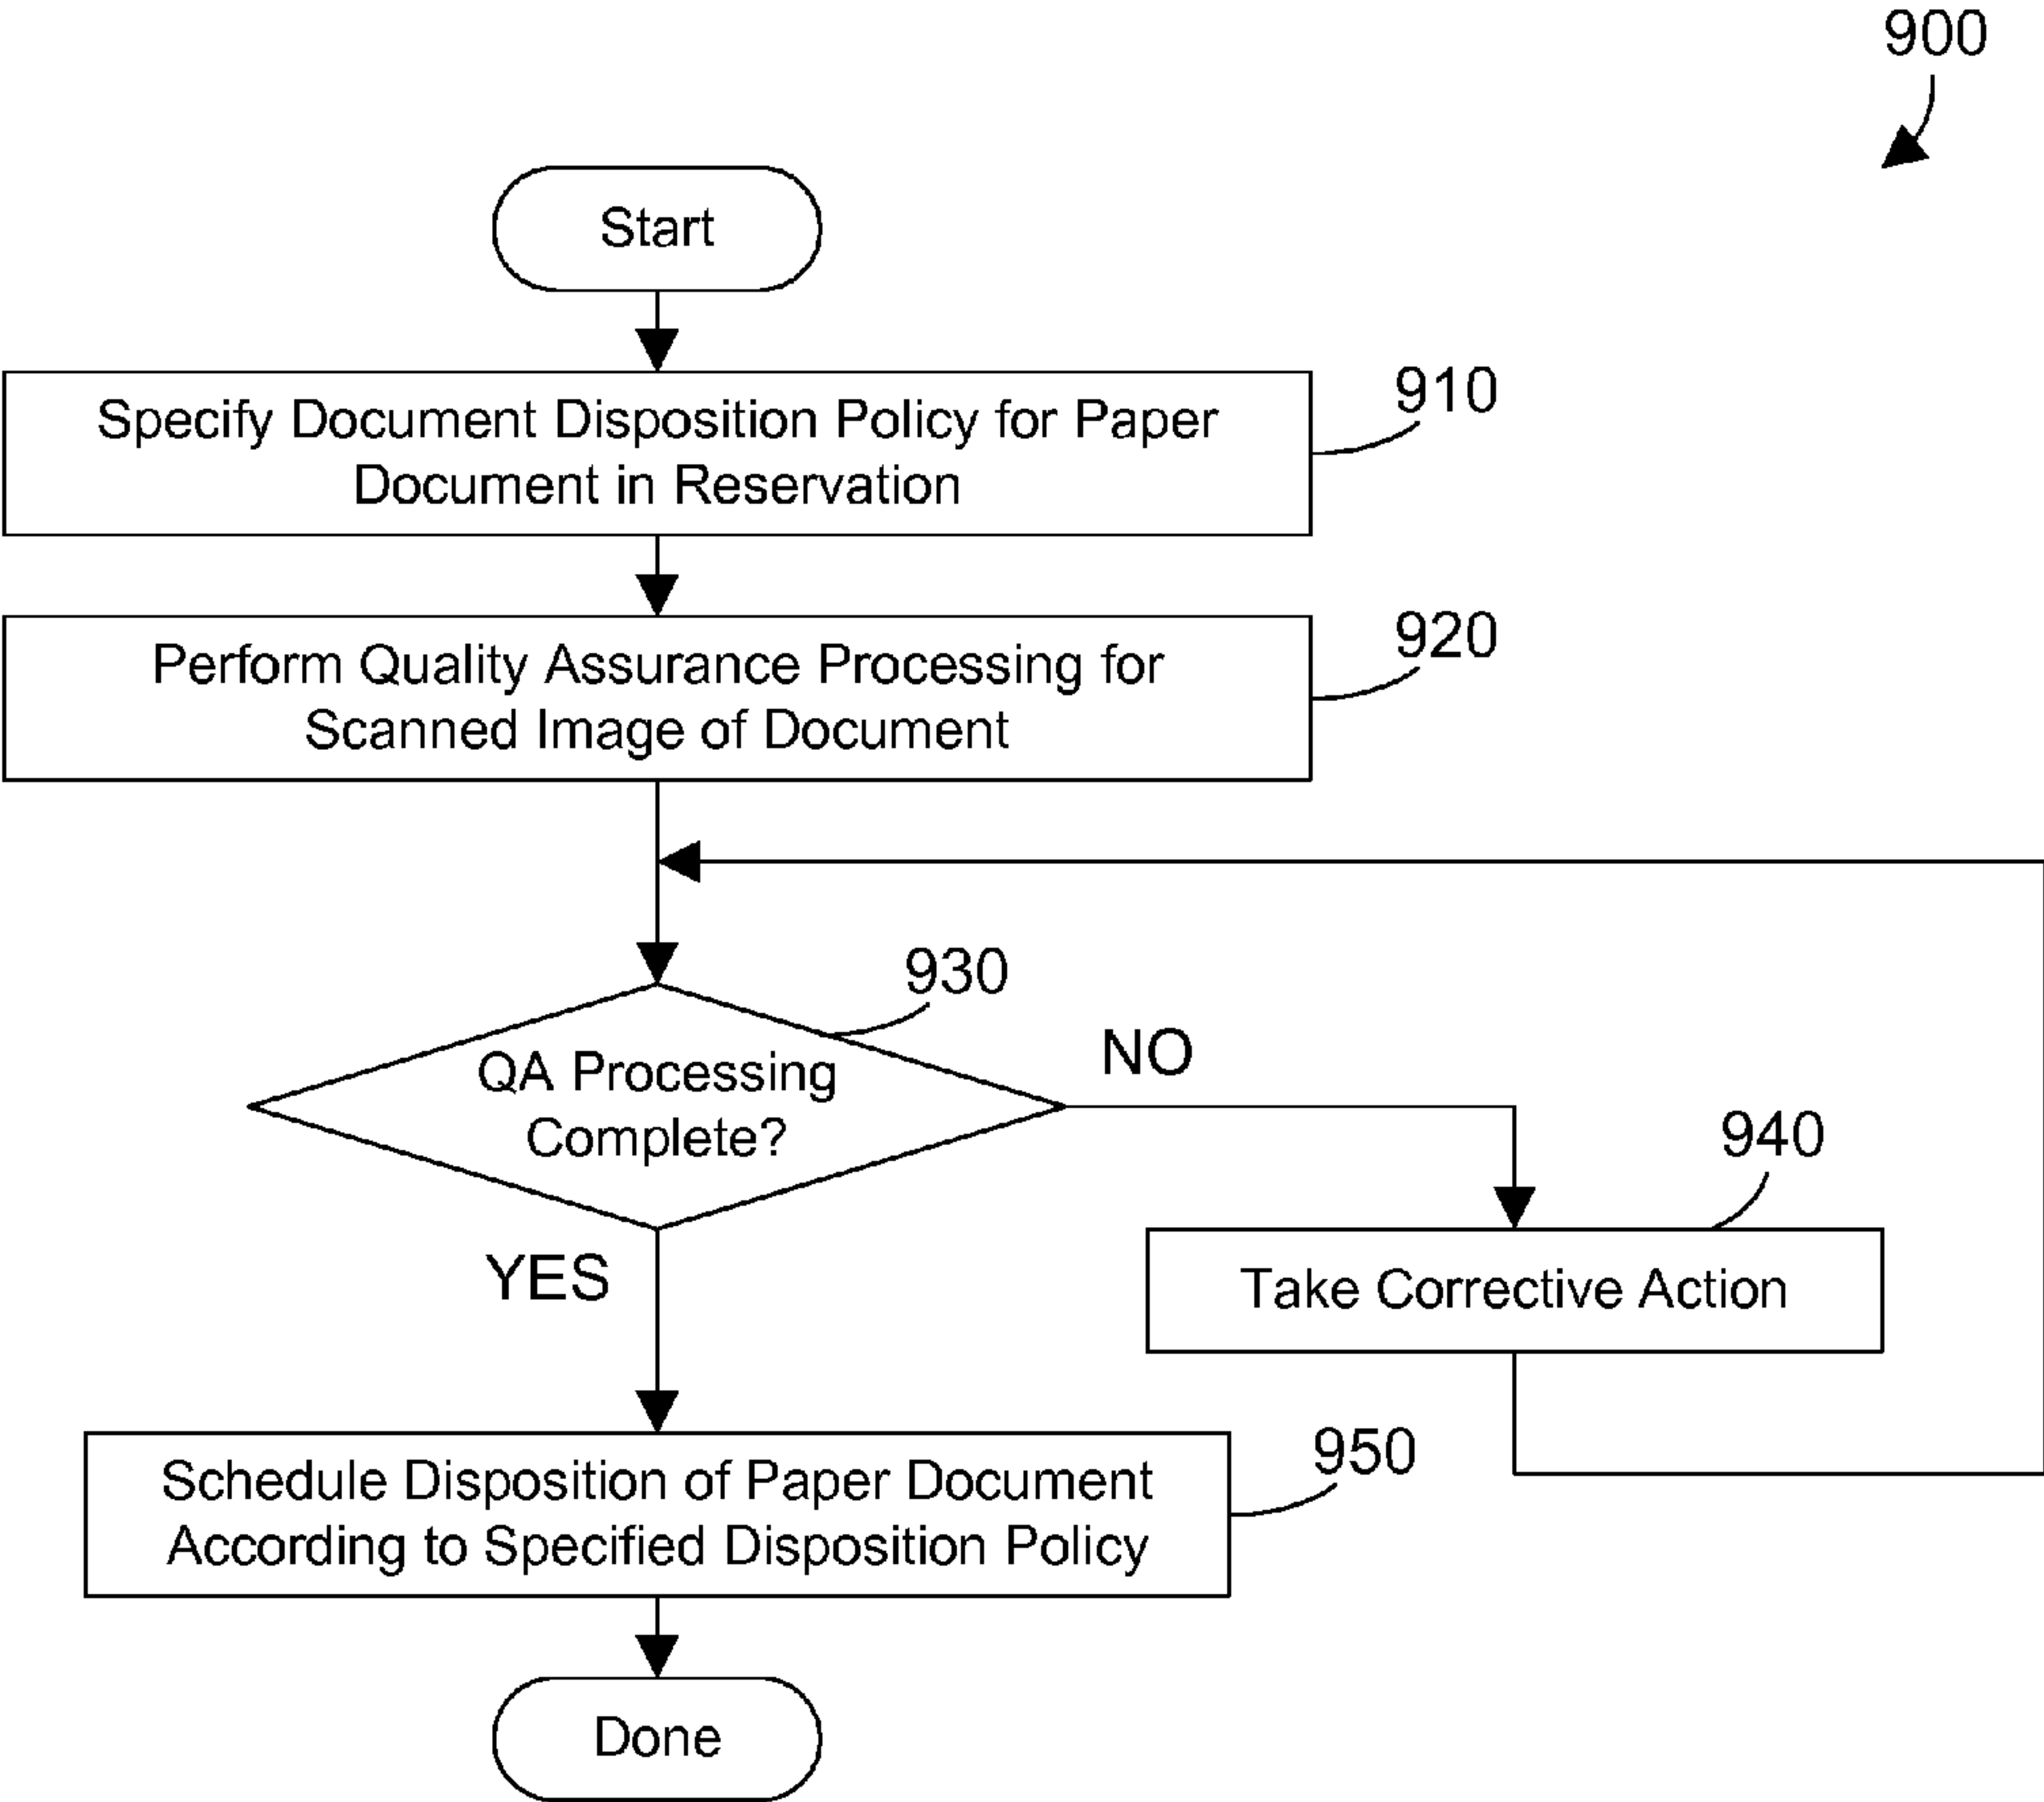 900
Start
Specify Document Disposition Policy for Paper
Document in Reservation
910
Perform Quality Assurance Processing for
Scanned Image of Document
920
930
QA Processing
Complete?
NO
940
YES
Take Corrective Action
Schedule Disposition of Paper Document
According to Specified Disposition Policy
950
Done